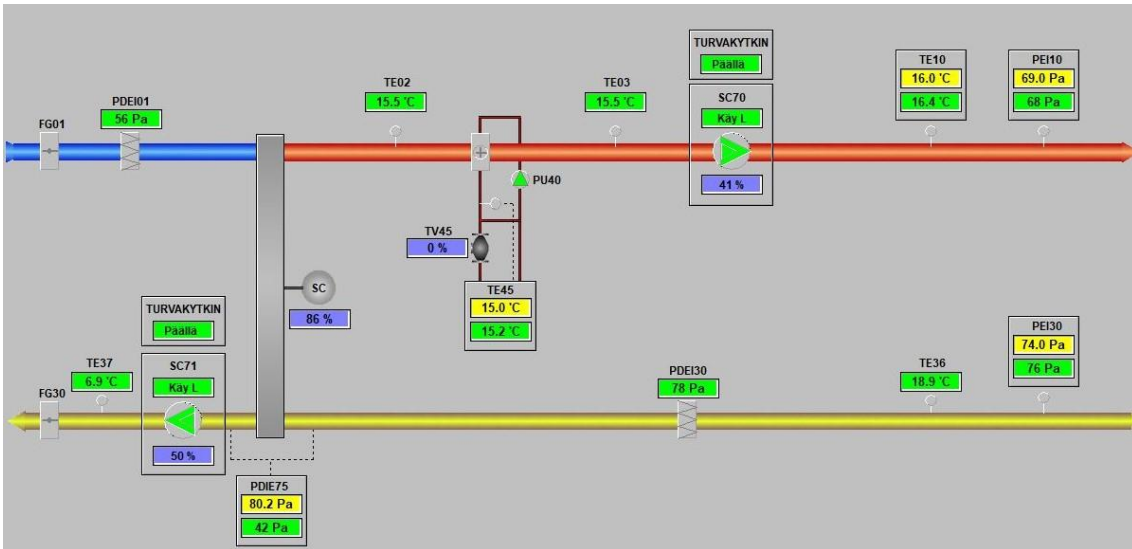 TURVAKYTKIN
Päällä
TE02
15.5 °C
TE03
15.5 °C
TE10
16.0 °C
16.4 °C
PEI10
69.0 Pa
68 Pa
PDEI01
56 Pa
FG01
SC70
Käy L
41 %
PU40
TV45
0 %
TE45
15.0 °C
15.2 °C
SC
86 %
TURVAKYTKIN
Päällä
TE37
6.9 °C
SC71
Käy L
50 %
FG30
PDEI30
78 Pa
TE36
18.9 °C
PEI30
74.0 Pa
76 Pa
PDIE75
80.2 Pa
42 Pa